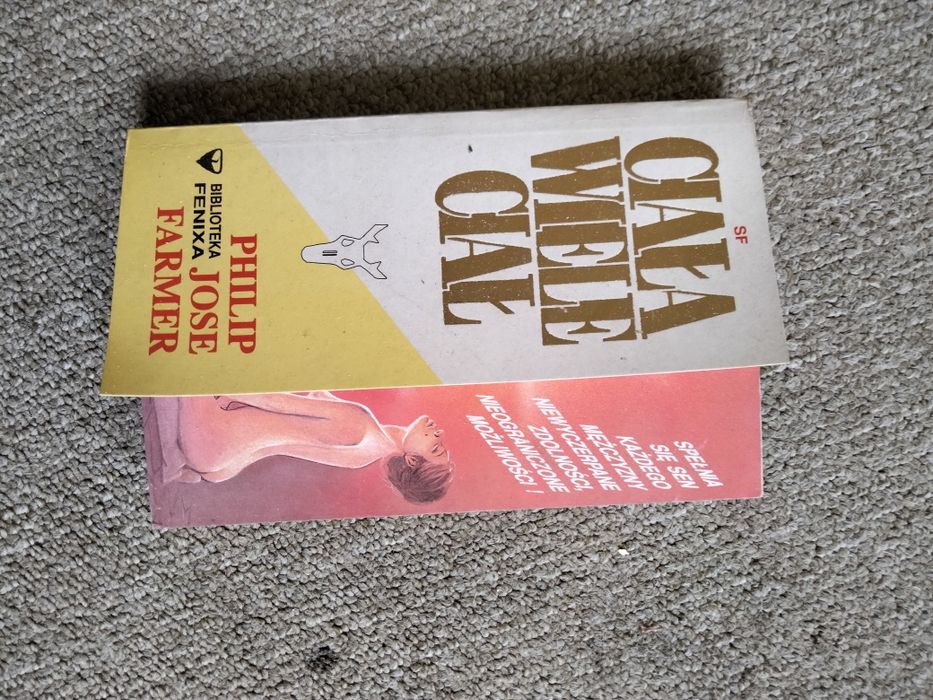 SF
CIAŁA
WIELE
CIAŁ
PHILIP
JOSE
FARMER
BIBLIOTEKA
FENIXA
SPEŁNIA
SIĘ SEN
KAŻDEGO
MĘŻCZYZNY
NIEWYCZERPANE
ZDOLNOŚCI,
NIEOGRANICZONE
MOŻLIWOŚCI !